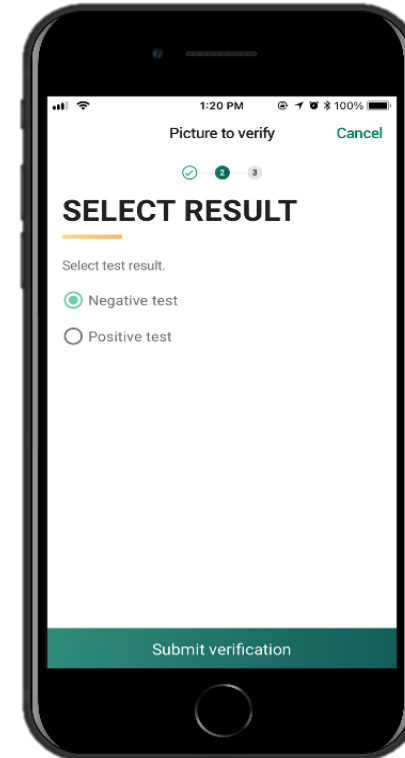 1:20 PM 100%
Picture to verify Cancel
2 3
SELECT RESULT
Select test result.
Negative test
Positive test
Submit verification